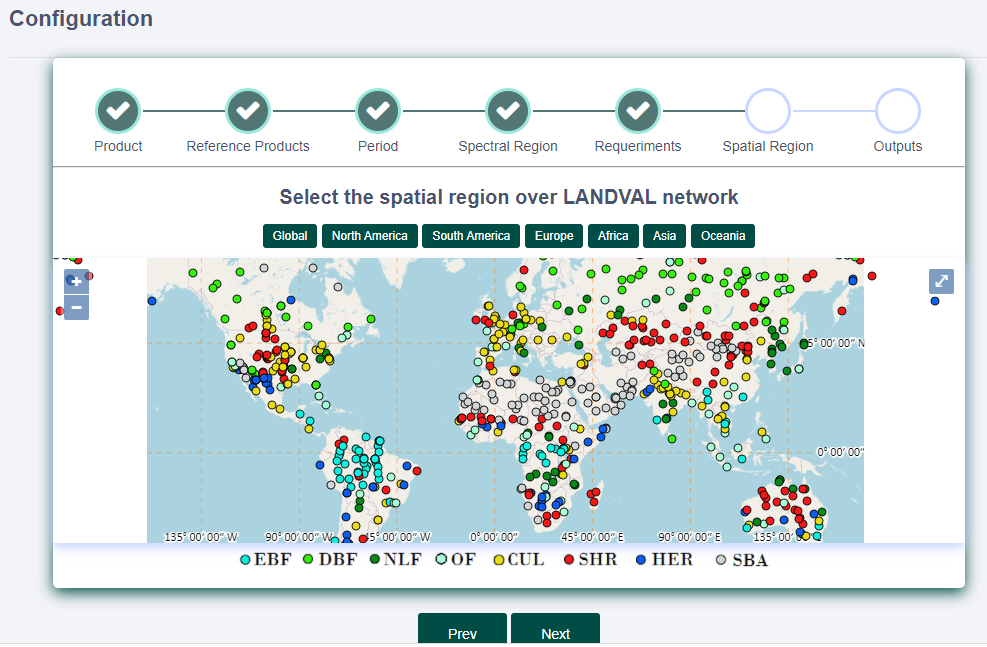 Configuration
Product Reference Products Period Spectral Region Requeriments Spatial Region Outputs
Select the spatial region over LANDVAL network
Global North America South America Europe Africa Asia Oceania
+
−
5° 00′ 00″ N
0° 00′ 00″
135° 00′ 00″ W 90° 00′ 00″ W 45° 00′ 00″ W 0° 00′ 00″ 45° 00′ 00″ E 90° 00′ 00″ E 135° 00′ 00″ E
EBF DBF NLF OF CUL SHR HER SBA
Prev Next